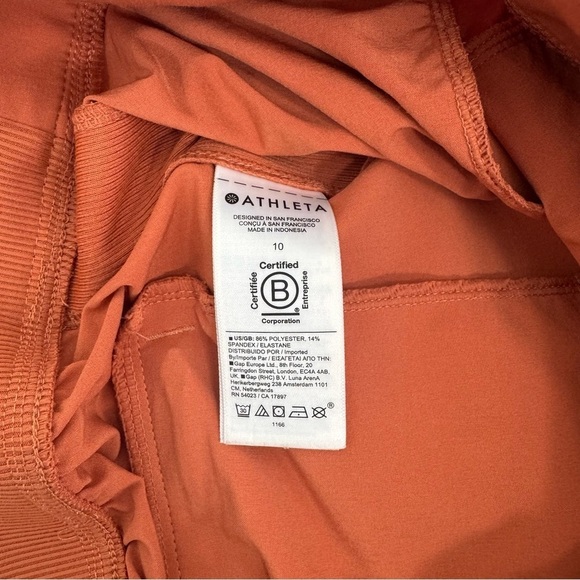 ATHLETA
DESIGNED IN SAN FRANCISCO
CONÇU À SAN FRANCISCO
MADE IN INDONESIA
10
Certified
Certifiée
B
Entreprise
®
Corporation
US/GB: 86% POLYESTER, 14%
SPANDEX / ELASTANE
DISTRIBUIDO POR / Imported
By/Importe Par / ΕΙΣΑΓΕΤΑΙ ΑΠΟ ΤΗΝ:
Gap Europe Ltd., 8th Floor, 20
Farringdon Street, London, EC4A 4AB,
uk. Gap (RHC) B.V. Luna ArenA
Herikerbergweg 238 Amsterdam 1101
CM, Netherlands
RN 54023 / CA 17897
30
®
1166